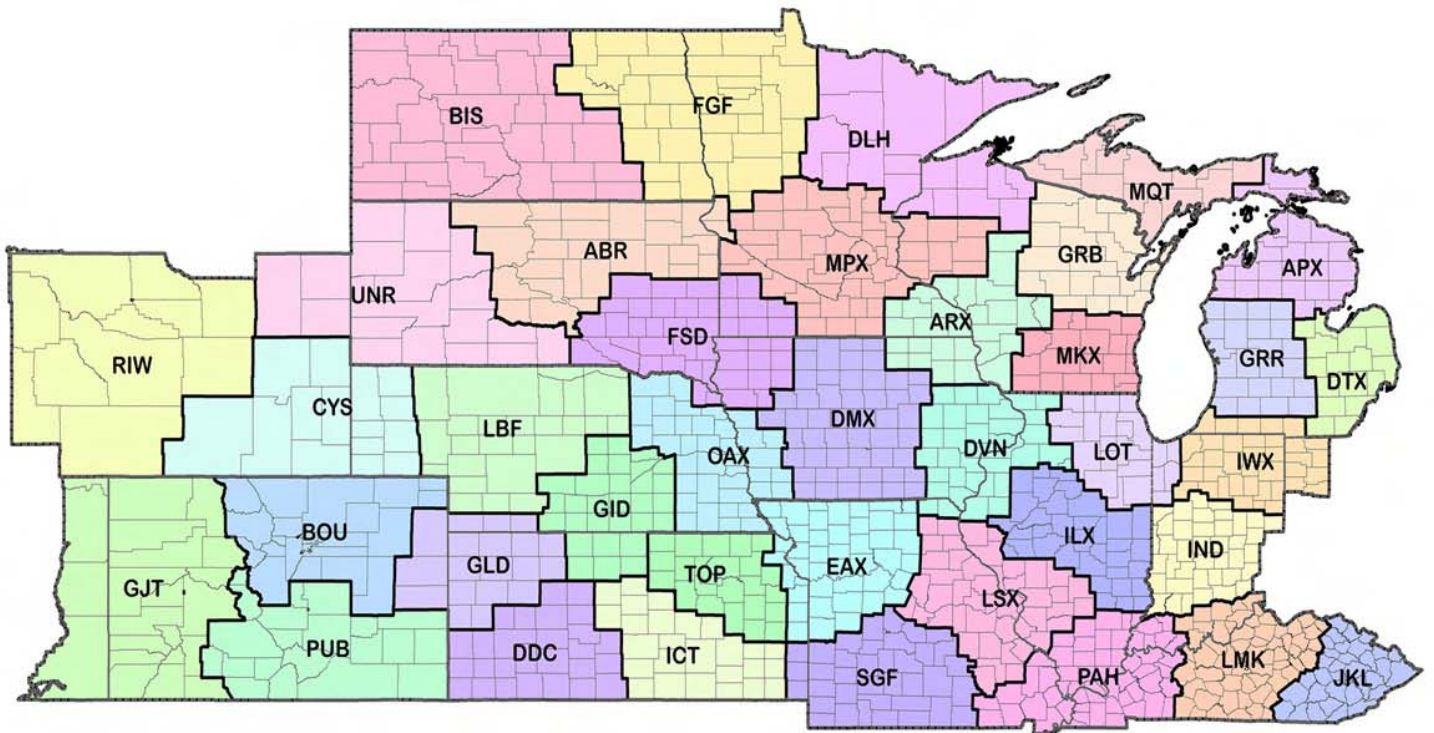 BIS
FGF
DLH
MQT
ABR
MPX
GRB
APX
UNR
FSD
ARX
RIW
MKX
GRR
DTX
CYS
LBF
DMX
OAX
DVN
LOT
IWX
GID
BOU
ILX
IND
GLD
TOP
EAX
GJT
LSX
PUB
DDC
ICT
SGF
PAH
LMK
JKL